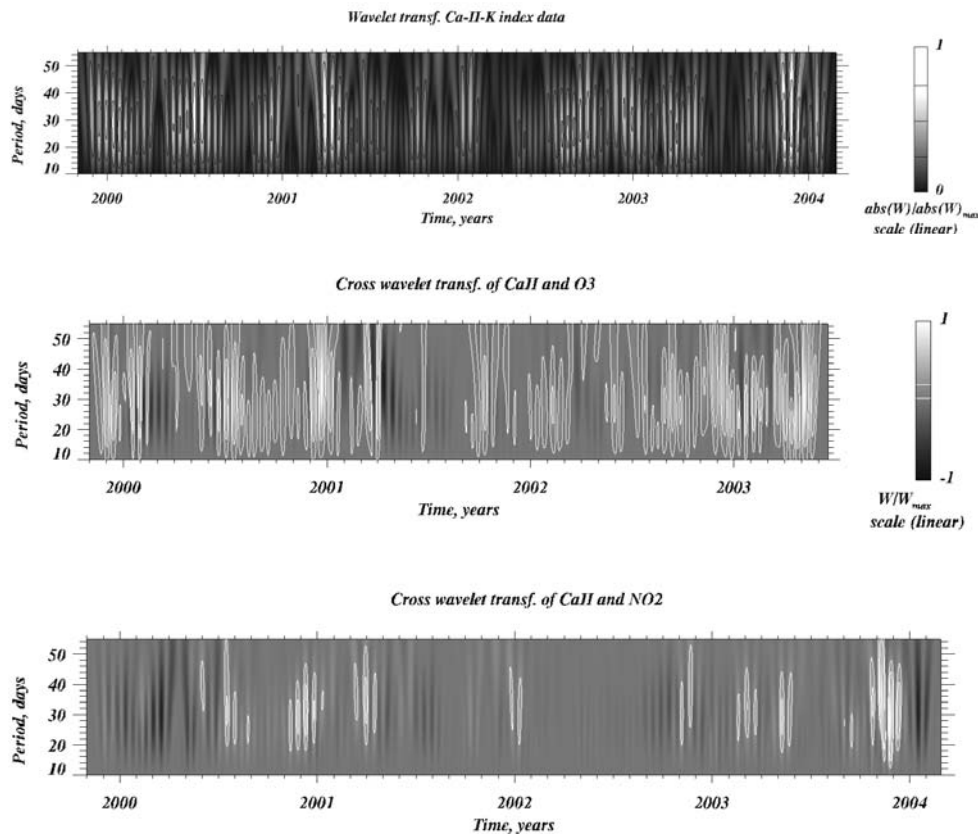 Wavelet transf. Ca-II-K index data
50
40
30
20
10
Period, days
2000 2001 2002 2003 2004
Time, years
1
0
abs(W)/abs(W)max
scale (linear)
Cross wavelet transf. of CaII and O3
50
40
30
20
10
Period, days
2000 2001 2002 2003
Time, years
1
-1
W/Wmax
scale (linear)
Cross wavelet transf. of CaII and NO2
50
40
30
20
10
Period, days
2000 2001 2002 2003 2004
Time, years